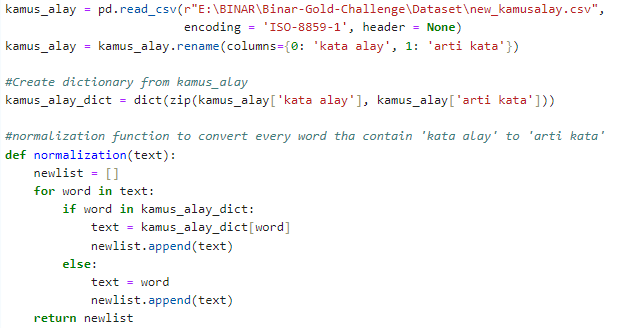 kamus_alay = pd.read_csv(r"E:\BINAR\Binar-Gold-Challenge\Dataset\new_kamusalay.csv",
                         encoding = 'ISO-8859-1', header = None)
kamus_alay = kamus_alay.rename(columns={0: 'kata alay', 1: 'arti kata'})

#Create dictionary from kamus_alay
kamus_alay_dict = dict(zip(kamus_alay['kata alay'], kamus_alay['arti kata']))

#normalization function to convert every word tha contain 'kata alay' to 'arti kata'
def normalization(text):
    newlist = []
    for word in text:
        if word in kamus_alay_dict:
            text = kamus_alay_dict[word]
            newlist.append(text)
        else:
            text = word
            newlist.append(text)
    return newlist